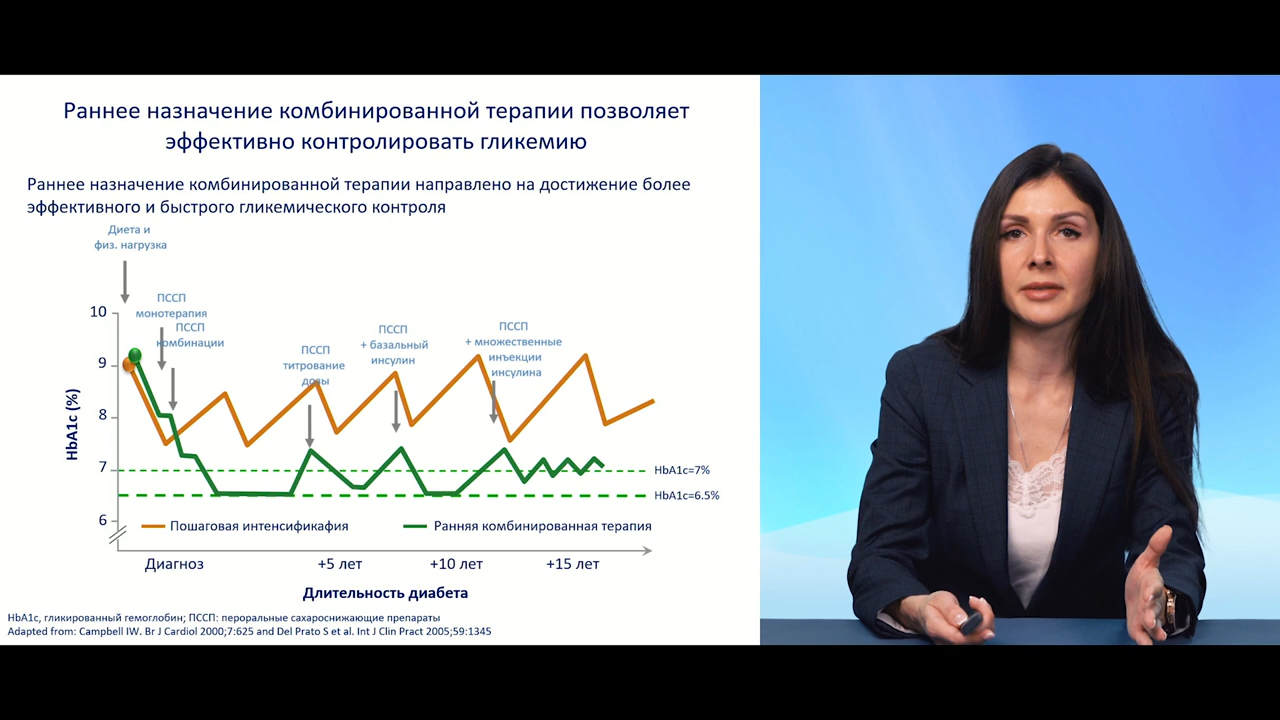 Раннее назначение комбинированной терапии позволяет
эффективно контролировать гликемию
Раннее назначение комбинированной терапии направлено на достижение более
эффективного и быстрого гликемического контроля
Диета и
физ. нагрузка
ПССП
монотерапия
ПССП
комбинации
ПССП
титрование
дозы
ПССП
+ базальный
инсулин
ПССП
+ множественные
инъекции
инсулина
HbA1c (%)
10
9
8
7
6
HbA1c=7%
HbA1c=6.5%
Пошаговая интенсификафия
Ранняя комбинированная терапия
Диагноз
+5 лет
+10 лет
+15 лет
Длительность диабета
HbA1c, гликированный гемоглобин; ПССП: пероральные сахароснижающие препараты
Adapted from: Campbell IW. Br J Cardiol 2000;7:625 and Del Prato S et al. Int J Clin Pract 2005;59:1345